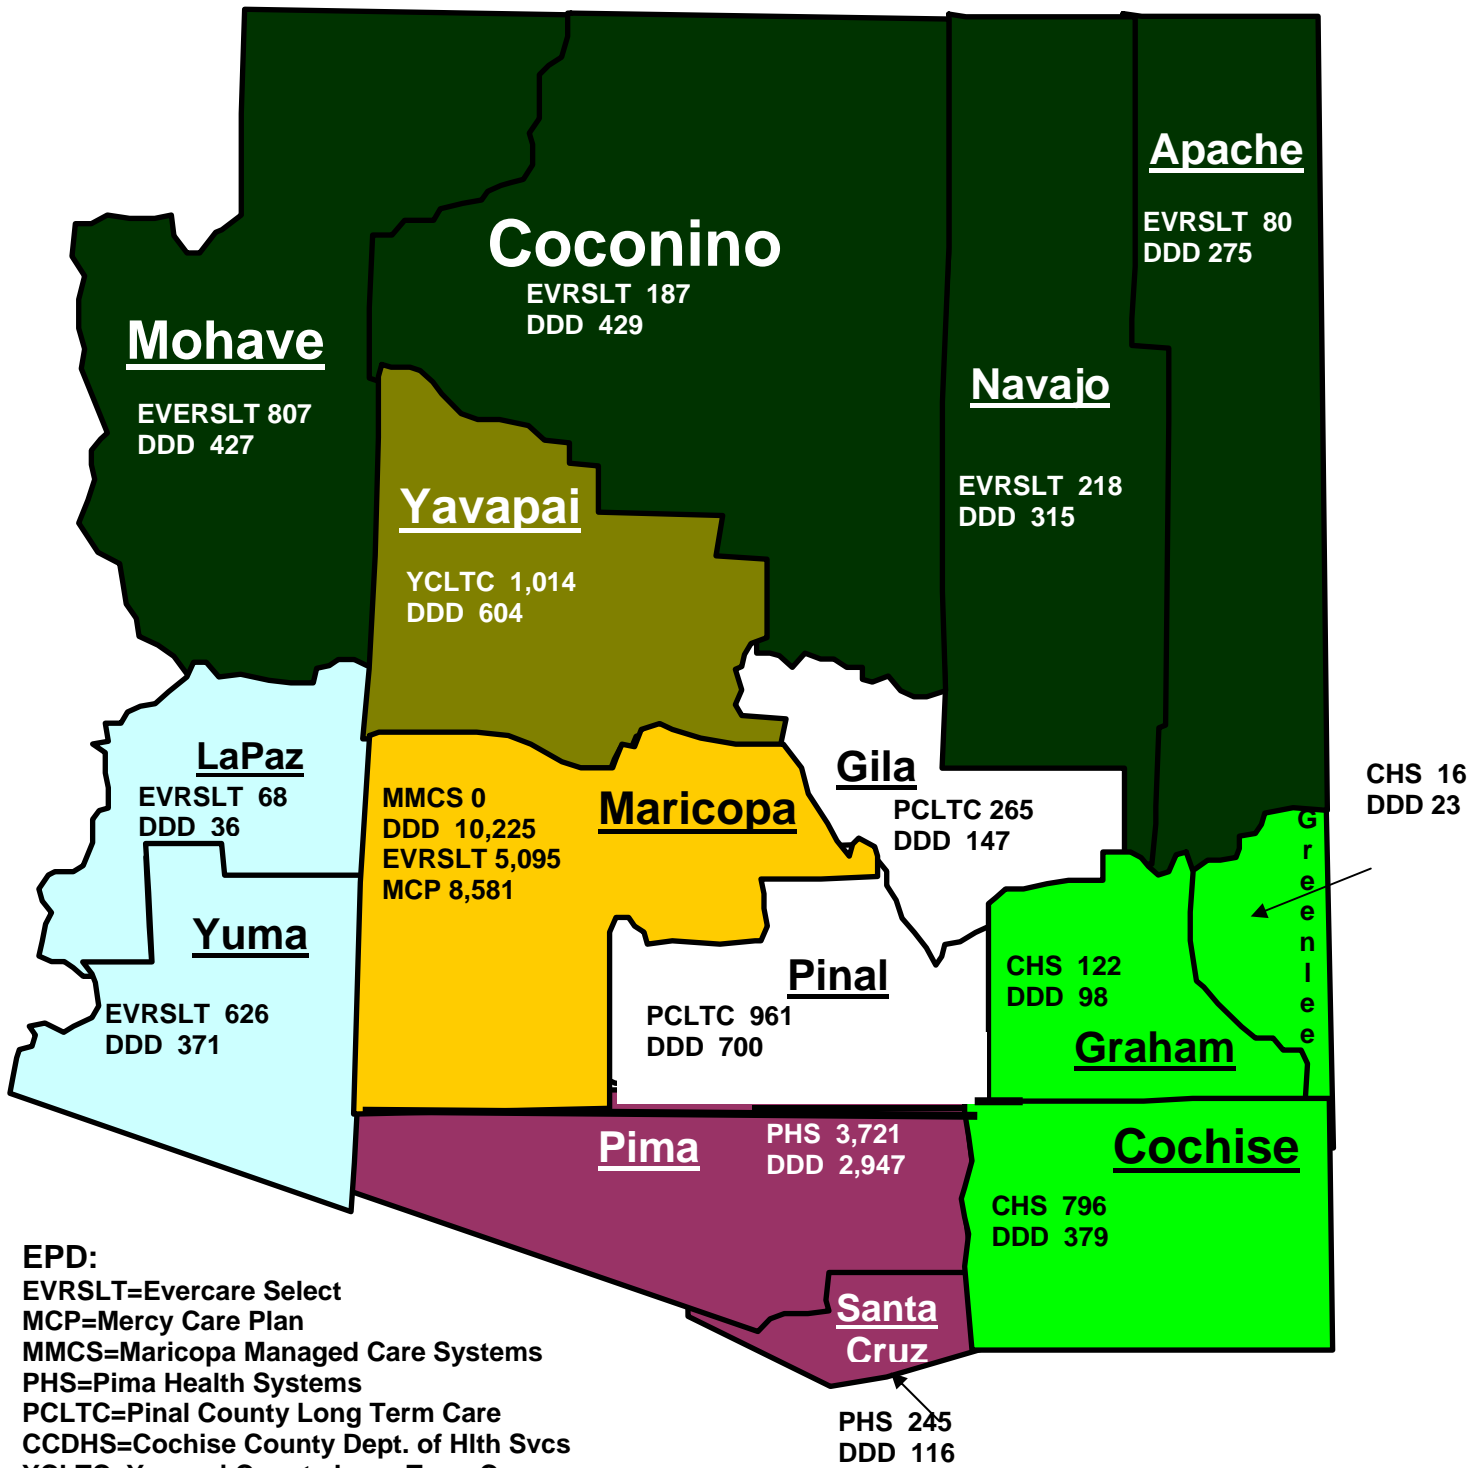 Apache
EVRSLT 80
DDD 275
Coconino
EVRSLT 187
DDD 429
Mohave
EVERSLT 807
DDD 427
Navajo
EVRSLT 218
DDD 315
Yavapai
YCLTC 1,014
DDD 604
LaPaz
EVRSLT 68
DDD 36
MMCS 0
DDD 10,225
EVRSLT 5,095
MCP 8,581
Maricopa
Gila
PCLTC 265
DDD 147
CHS 16
DDD 23
Greenlee
Yuma
EVRSLT 626
DDD 371
Pinal
PCLTC 961
DDD 700
CHS 122
DDD 98
Graham
Pima
PHS 3,721
DDD 2,947
Cochise
CHS 796
DDD 379
Santa
Cruz
PHS 245
DDD 116
EPD:
EVRSLT=Evercare Select
MCP=Mercy Care Plan
MMCS=Maricopa Managed Care Systems
PHS=Pima Health Systems
PCLTC=Pinal County Long Term Care
CCDHS=Cochise County Dept. of Hlth Svcs